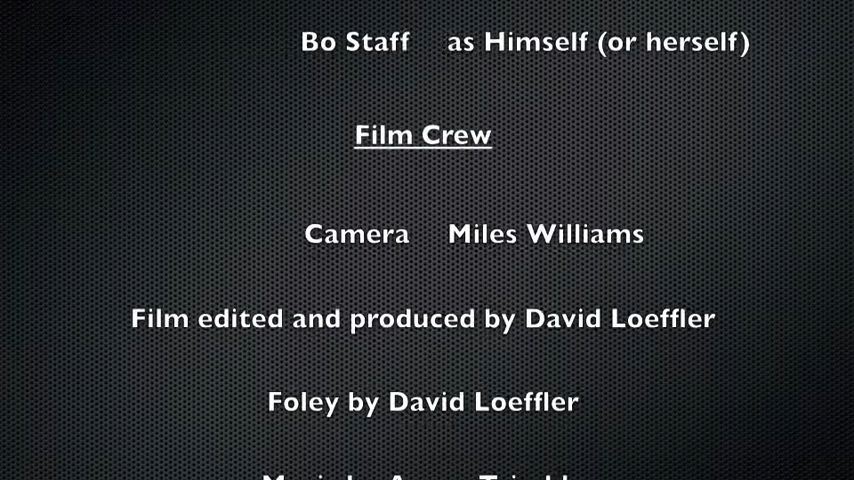 Bo Staff as Himself (or herself)
Film Crew
Camera Miles Williams
Film edited and produced by David Loeffler
Foley by David Loeffler